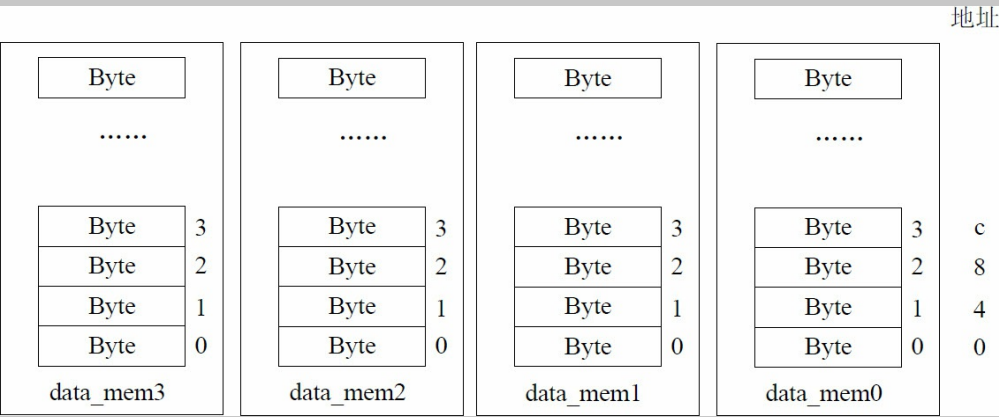 地址
Byte Byte Byte Byte
...... ...... ...... ......
Byte 3 Byte 3 Byte 3 Byte 3 c
Byte 2 Byte 2 Byte 2 Byte 2 8
Byte 1 Byte 1 Byte 1 Byte 1 4
Byte 0 Byte 0 Byte 0 Byte 0 0
data_mem3 data_mem2 data_mem1 data_mem0